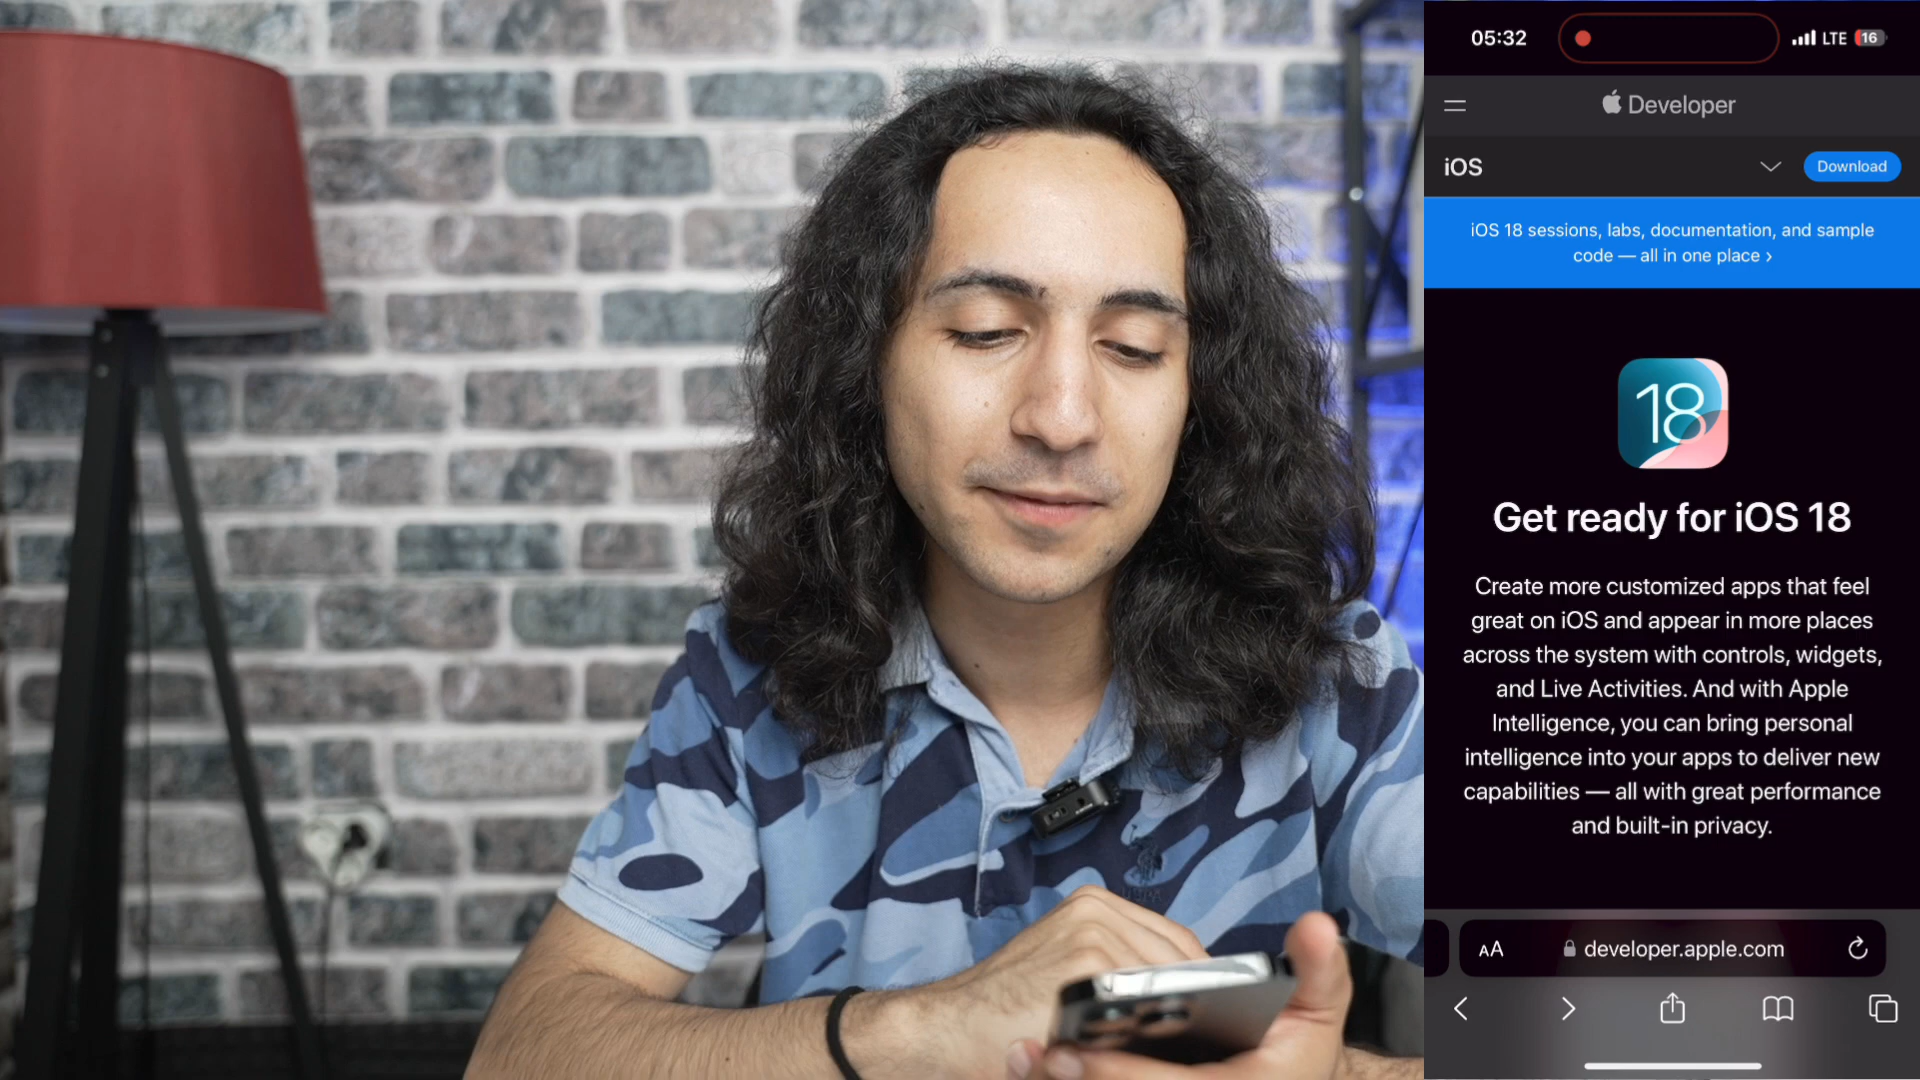 05:32
LTE 16
Developer
iOS
Download
iOS 18 sessions, labs, documentation, and sample
code — all in one place ›
18
Get ready for iOS 18
Create more customized apps that feel
great on iOS and appear in more places
across the system with controls, widgets,
and Live Activities. And with Apple
Intelligence, you can bring personal
intelligence into your apps to deliver new
capabilities — all with great performance
and built-in privacy.
AA
developer.apple.com